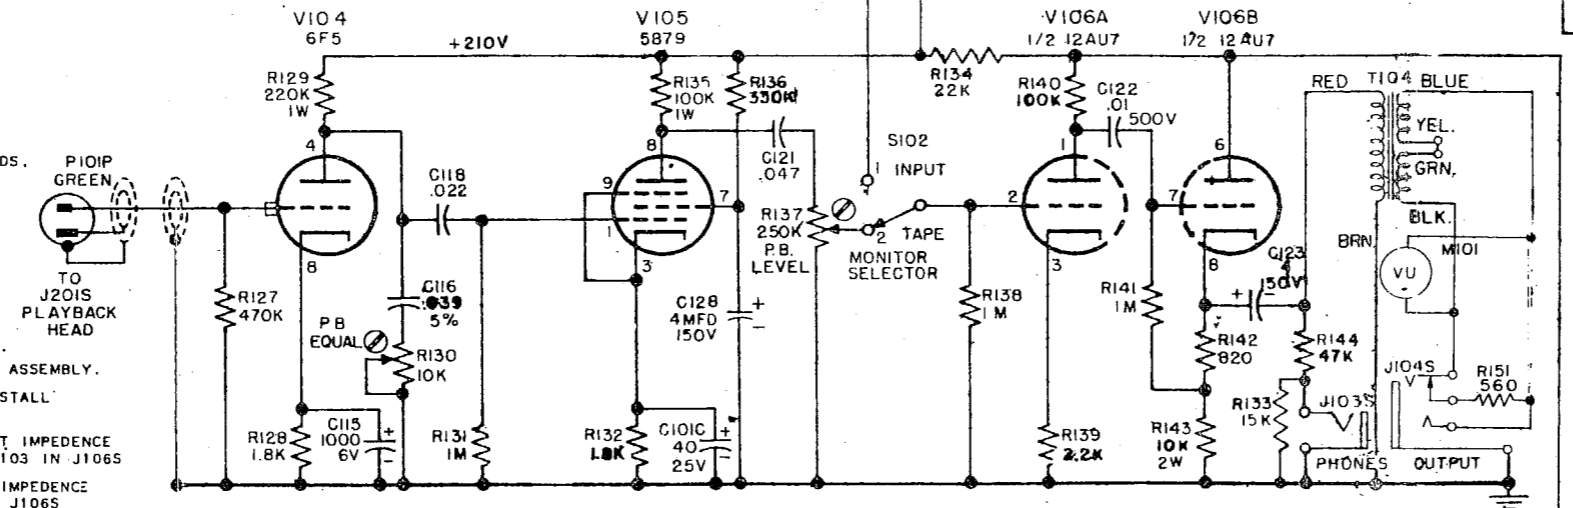 V104
6F5
+210V
V105
5879
V106A
1/2 12AU7
V106B
1/2 12AU7
R129
220K
1W
R135
100K
1W
R136
330K
R134
22K
R140
100K
C122
.01
500V
RED
T104
BLUE
YEL.
GRN.
BLK.
BRN.
DS.
P101P
GREEN
4
8
C118
.022
9
1
8
7
3
C121
.047
S102
1
INPUT
2
TAPE
MONITOR
SELECTOR
R137
250K
P.B.
LEVEL
1
2
3
6
7
8
M101
VU
TO
J201S
PLAYBACK
HEAD
R127
470K
C116
.039
5%
P.B.
EQUAL.
R130
10K
C128
4MFD
150V
+
-
R138
1M
R141
1M
C123
50V
+
-
R142
820
R144
47K
J104S
R151
560
ASSEMBLY.
STALL
T IMPEDENCE
103 IN J106S
IMPEDENCE
J106S
R128
1.8K
C115
1000
6V
+
-
R131
1M
R132
1.8K
C101C
40
25V
+
-
R139
2.2K
R143
10K
2W
R133
15K
J103S
PHONES
OUTPUT